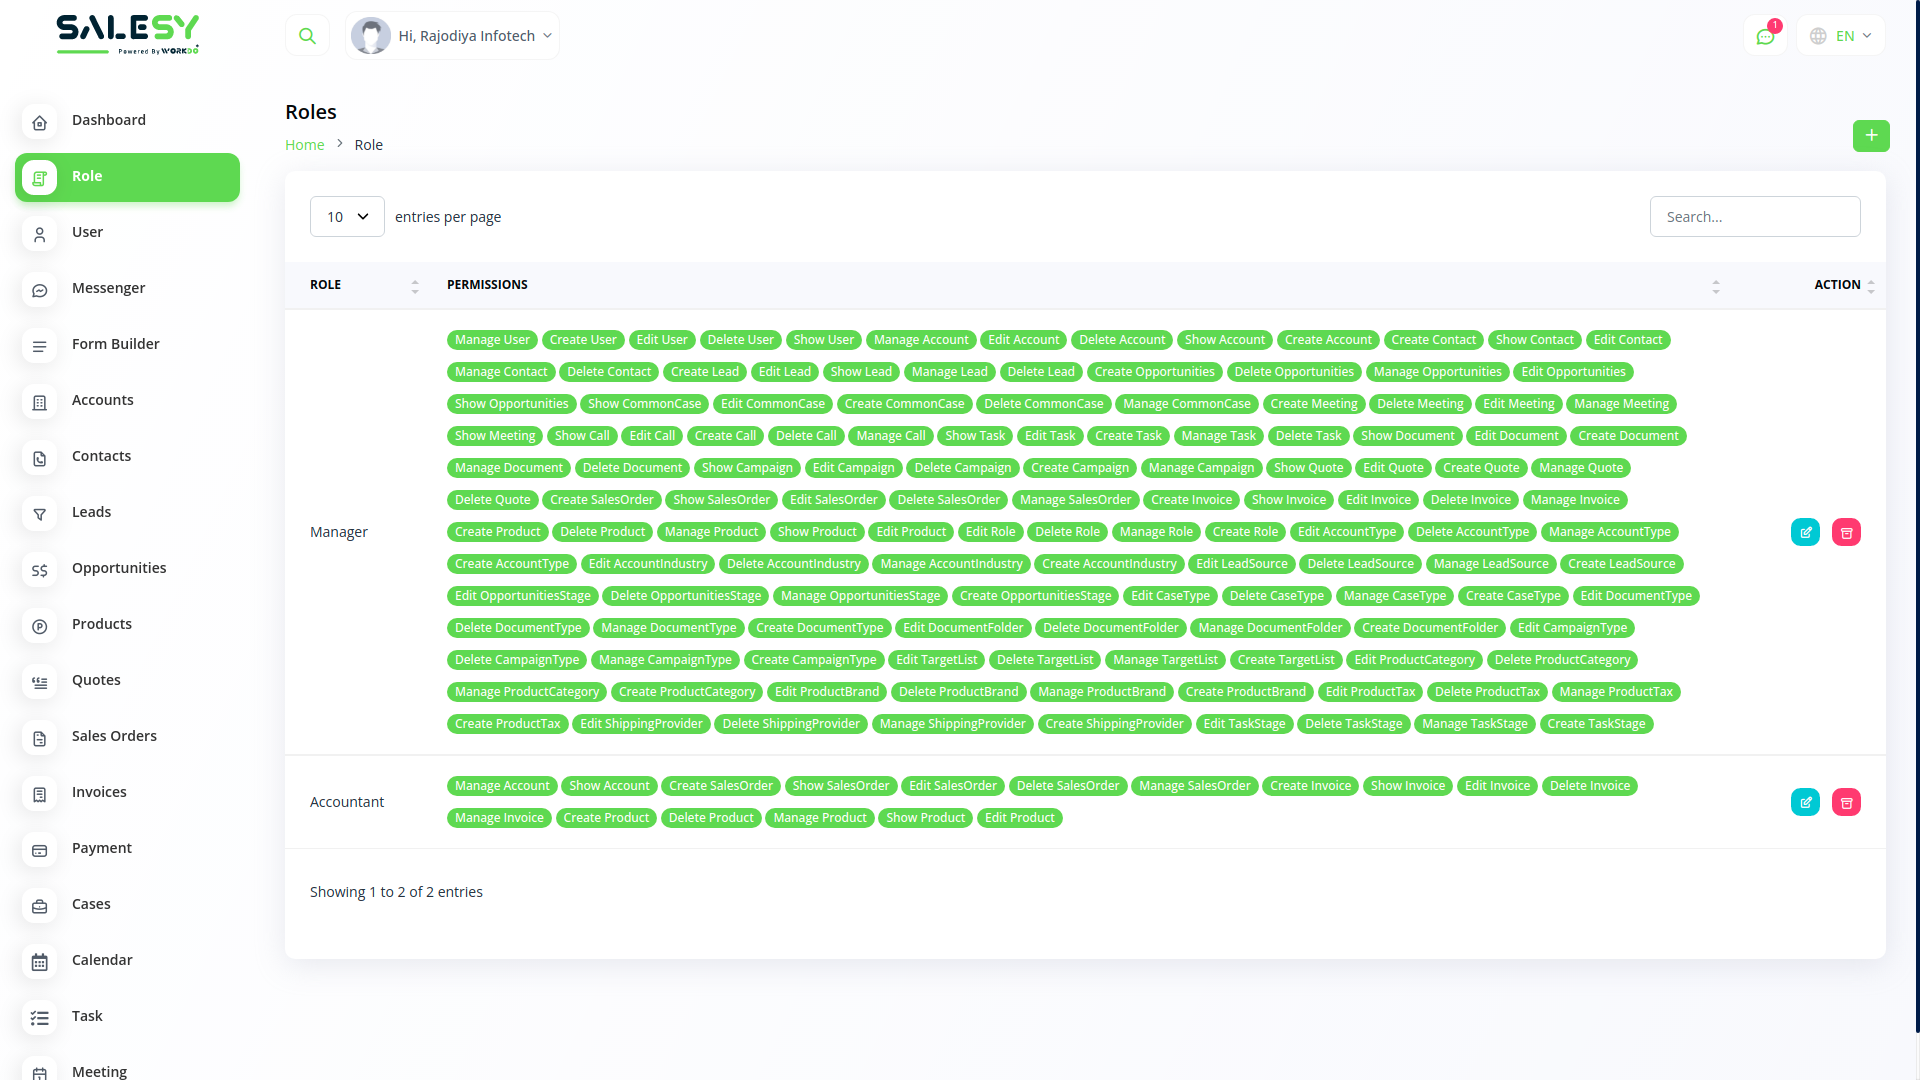 SALESY
Powered By WORKDO
Hi, Rajodiya Infotech
1
EN
Dashboard
Role
User
Messenger
Form Builder
Accounts
Contacts
Leads
S$ Opportunities
Products
Quotes
Sales Orders
Invoices
Payment
Cases
Calendar
Task
Meeting
Roles
Home > Role
+
10 entries per page
Search...
ROLE PERMISSIONS ACTION
Manager
Manage User Create User Edit User Delete User Show User Manage Account Edit Account Delete Account Show Account Create Account Create Contact Show Contact Edit Contact
Manage Contact Delete Contact Create Lead Edit Lead Show Lead Manage Lead Delete Lead Create Opportunities Delete Opportunities Manage Opportunities Edit Opportunities
Show Opportunities Show CommonCase Edit CommonCase Create CommonCase Delete CommonCase Manage CommonCase Create Meeting Delete Meeting Edit Meeting Manage Meeting
Show Meeting Show Call Edit Call Create Call Delete Call Manage Call Show Task Edit Task Create Task Manage Task Delete Task Show Document Edit Document Create Document
Manage Document Delete Document Show Campaign Edit Campaign Delete Campaign Create Campaign Manage Campaign Show Quote Edit Quote Create Quote Manage Quote
Delete Quote Create SalesOrder Show SalesOrder Edit SalesOrder Delete SalesOrder Manage SalesOrder Create Invoice Show Invoice Edit Invoice Delete Invoice Manage Invoice
Create Product Delete Product Manage Product Show Product Edit Product Edit Role Delete Role Manage Role Create Role Edit AccountType Delete AccountType Manage AccountType
Create AccountType Edit AccountIndustry Delete AccountIndustry Manage AccountIndustry Create AccountIndustry Edit LeadSource Delete LeadSource Manage LeadSource Create LeadSource
Edit OpportunitiesStage Delete OpportunitiesStage Manage OpportunitiesStage Create OpportunitiesStage Edit CaseType Delete CaseType Manage CaseType Create CaseType Edit DocumentType
Delete DocumentType Manage DocumentType Create DocumentType Edit DocumentFolder Delete DocumentFolder Manage DocumentFolder Create DocumentFolder Edit CampaignType
Delete CampaignType Manage CampaignType Create CampaignType Edit TargetList Delete TargetList Manage TargetList Create TargetList Edit ProductCategory Delete ProductCategory
Manage ProductCategory Create ProductCategory Edit ProductBrand Delete ProductBrand Manage ProductBrand Create ProductBrand Edit ProductTax Delete ProductTax Manage ProductTax
Create ProductTax Edit ShippingProvider Delete ShippingProvider Manage ShippingProvider Create ShippingProvider Edit TaskStage Delete TaskStage Manage TaskStage Create TaskStage
Accountant
Manage Account Show Account Create SalesOrder Show SalesOrder Edit SalesOrder Delete SalesOrder Manage SalesOrder Create Invoice Show Invoice Edit Invoice Delete Invoice
Manage Invoice Create Product Delete Product Manage Product Show Product Edit Product
Showing 1 to 2 of 2 entries